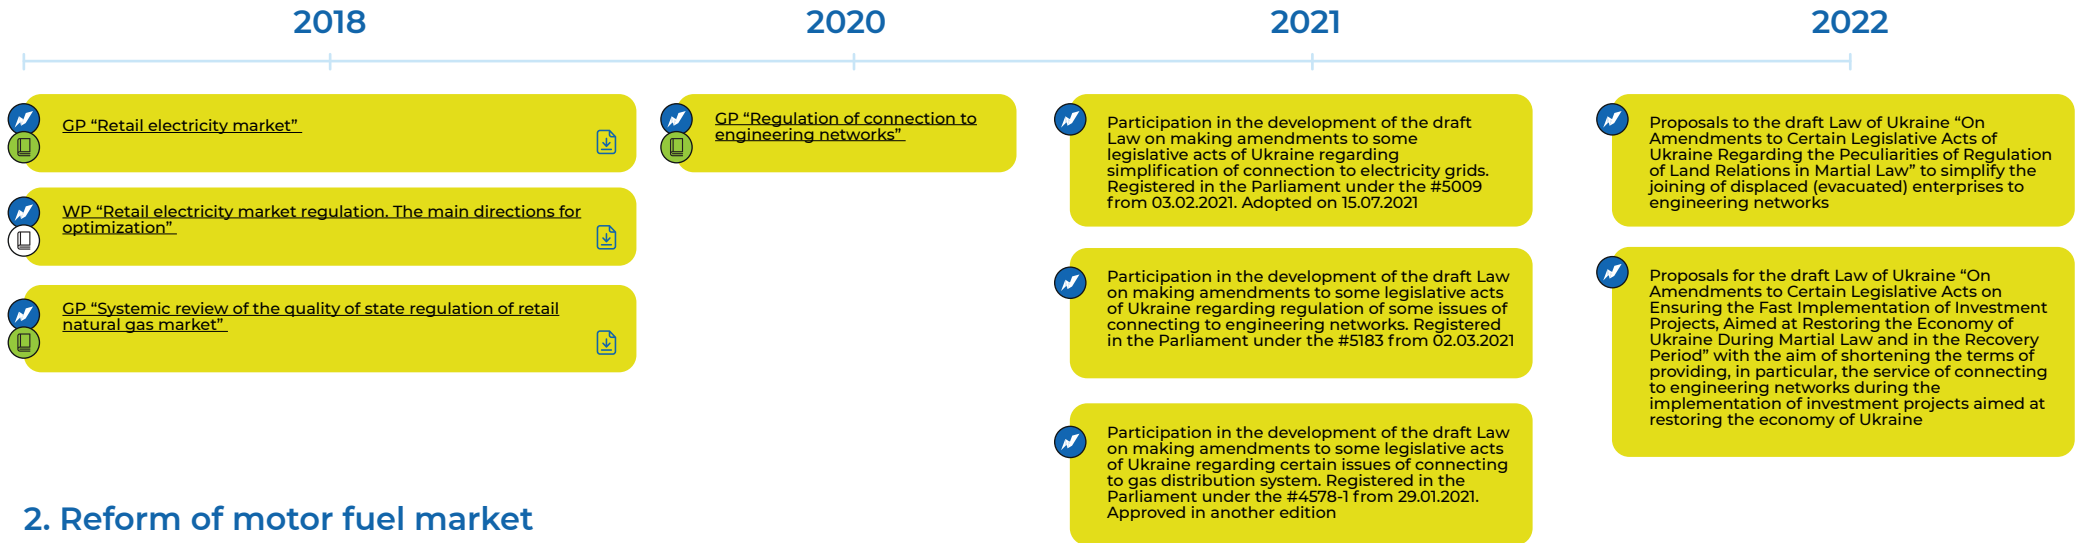 2018
2020
2021
2022
GP “Retail electricity market”
WP “Retail electricity market regulation. The main directions for
optimization”
GP “Systemic review of the quality of state regulation of retail
natural gas market”
GP “Regulation of connection to
engineering networks”
Participation in the development of the draft
Law on making amendments to some
legislative acts of Ukraine regarding
simplification of connection to electricity grids.
Registered in the Parliament under the #5009
from 03.02.2021. Adopted on 15.07.2021
Participation in the development of the draft Law
on making amendments to some legislative acts
of Ukraine regarding regulation of some issues of
connecting to engineering networks. Registered
in the Parliament under the #5183 from 02.03.2021
Participation in the development of the draft Law
on making amendments to some legislative acts
of Ukraine regarding certain issues of connecting
to gas distribution system. Registered in the
Parliament under the #4578-1 from 29.01.2021.
Approved in another edition
Proposals to the draft Law of Ukraine “On
Amendments to Certain Legislative Acts of
Ukraine Regarding the Peculiarities of Regulation
of Land Relations in Martial Law” to simplify the
joining of displaced (evacuated) enterprises to
engineering networks
Proposals for the draft Law of Ukraine “On
Amendments to Certain Legislative Acts on
Ensuring the Fast Implementation of Investment
Projects, Aimed at Restoring the Economy of
Ukraine During Martial Law and in the Recovery
Period” with the aim of shortening the terms of
providing, in particular, the service of connecting
to engineering networks during the
implementation of investment projects aimed at
restoring the economy of Ukraine
2. Reform of motor fuel market